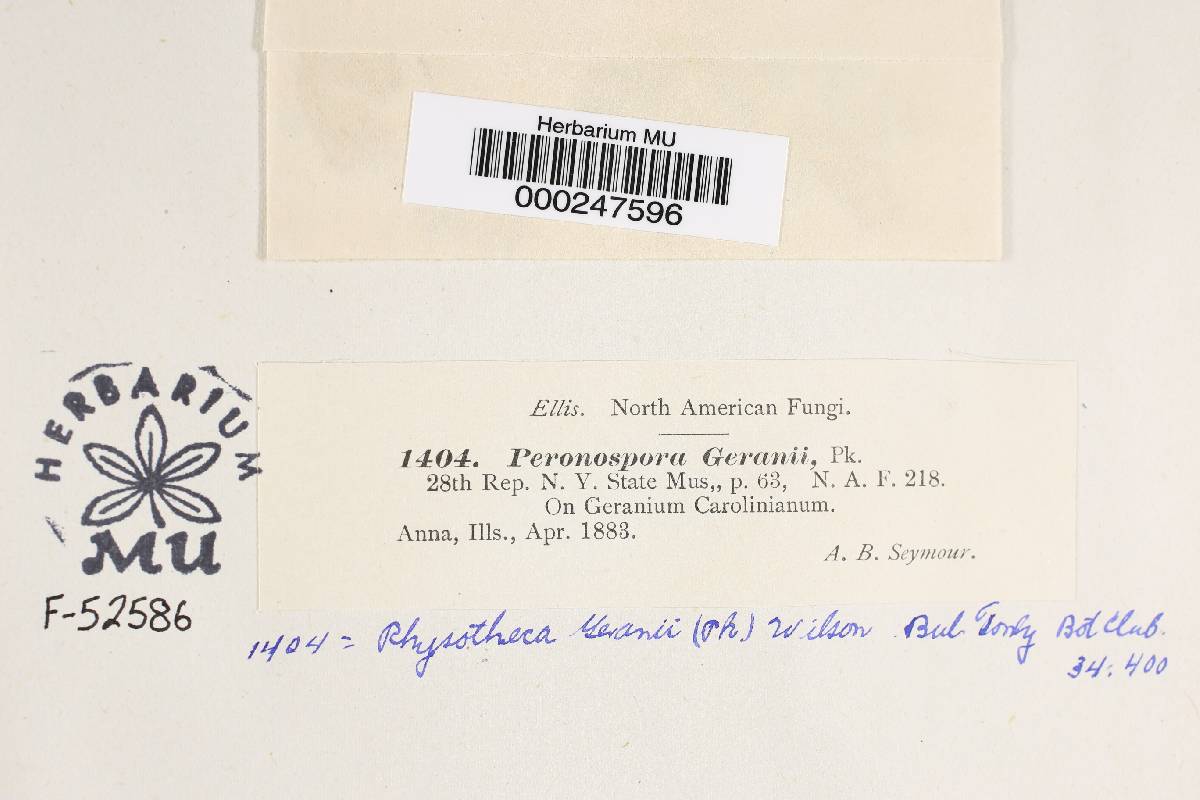 Herbarium MU
000247596
HERBARIUM
MU
F-52586
Ellis. North American Fungi.
1404. Peronospora Geranii, Pk.
28th Rep. N. Y. State Mus,, p. 63, N. A. F. 218.
On Geranium Carolinianum.
Anna, Ills., Apr. 1883.
A. B. Seymour.
1404 = Rhysotheca Geranii (Pk) Wilson Bul Torrey Bot Club.
34: 400